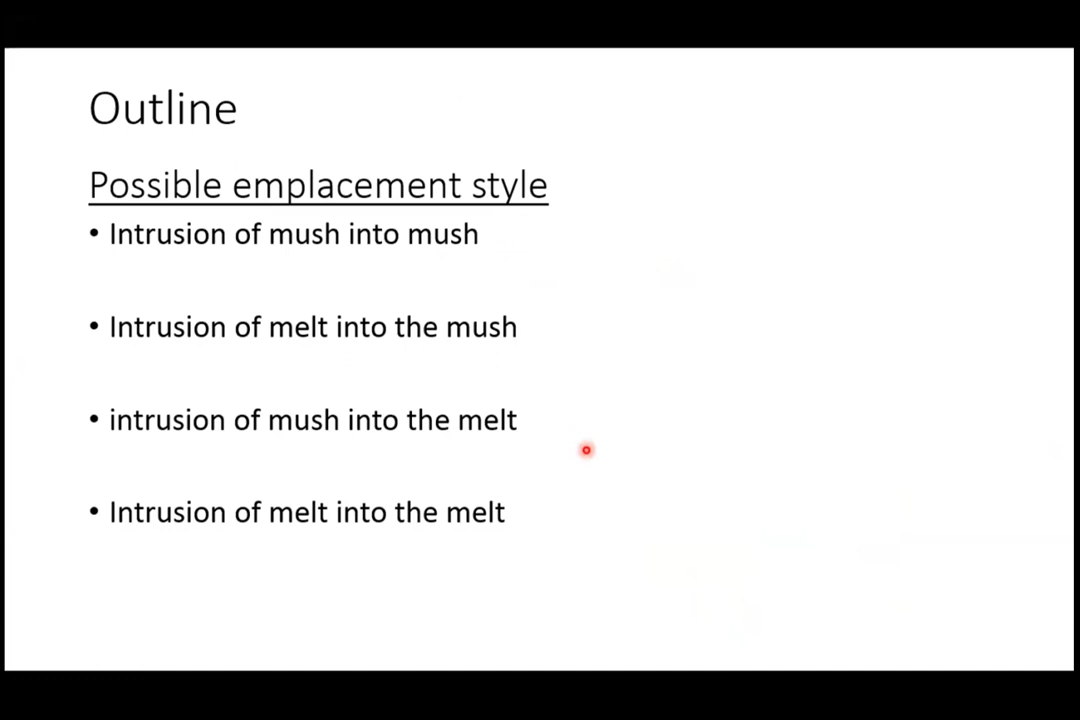 Outline
Possible emplacement style
• Intrusion of mush into mush
• Intrusion of melt into the mush
• intrusion of mush into the melt
• Intrusion of melt into the melt